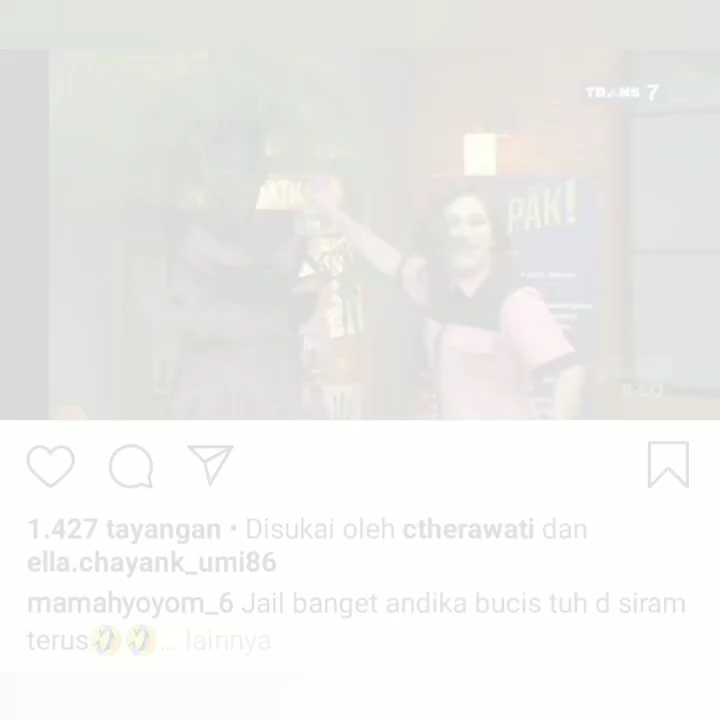 TRANS 7
PAK!
1.427 tayangan • Disukai oleh ctherawati dan
ella.chayank_umi86
mamahyoyom_6 Jail banget andika bucis tuh d siram
terus🤣🤣... lainnya